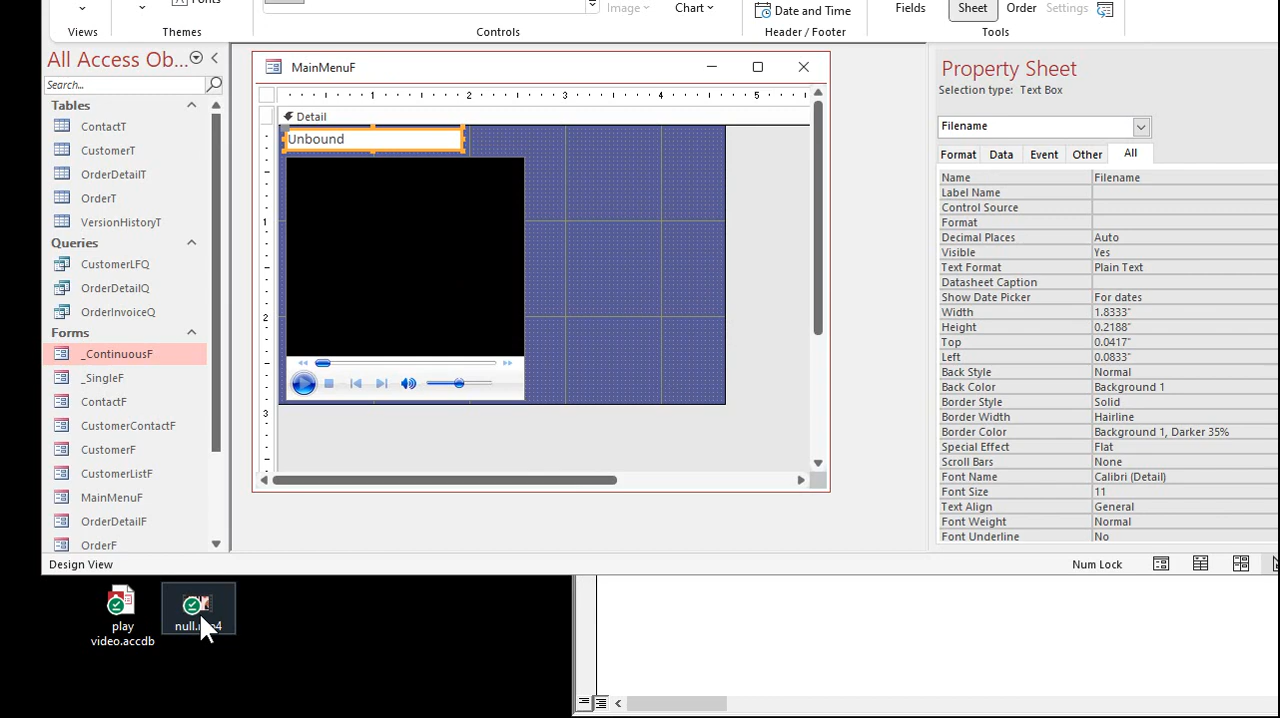 Fonts
Image
Chart
Date and Time
Fields
Sheet
Order
Settings
Views
Themes
Controls
Header / Footer
Tools
All Access Ob...
Search...
Tables
ContactT
CustomerT
OrderDetailT
OrderT
VersionHistoryT
Queries
CustomerLFQ
OrderDetailQ
OrderInvoiceQ
Forms
_ContinuousF
_SingleF
ContactF
CustomerContactF
CustomerF
CustomerListF
MainMenuF
OrderDetailF
OrderF
MainMenuF
1 2 3 4 5
Detail
Unbound
1
2
3
Property Sheet
Selection type: Text Box
Filename
Format Data Event Other All
Name Filename
Label Name
Control Source
Format
Decimal Places Auto
Visible Yes
Text Format Plain Text
Datasheet Caption
Show Date Picker For dates
Width 1.8333"
Height 0.2188"
Top 0.0417"
Left 0.0833"
Back Style Normal
Back Color Background 1
Border Style Solid
Border Width Hairline
Border Color Background 1, Darker 35%
Special Effect Flat
Scroll Bars None
Font Name Calibri (Detail)
Font Size 11
Text Align General
Font Weight Normal
Font Underline No
Design View
Num Lock
play
video.accdb